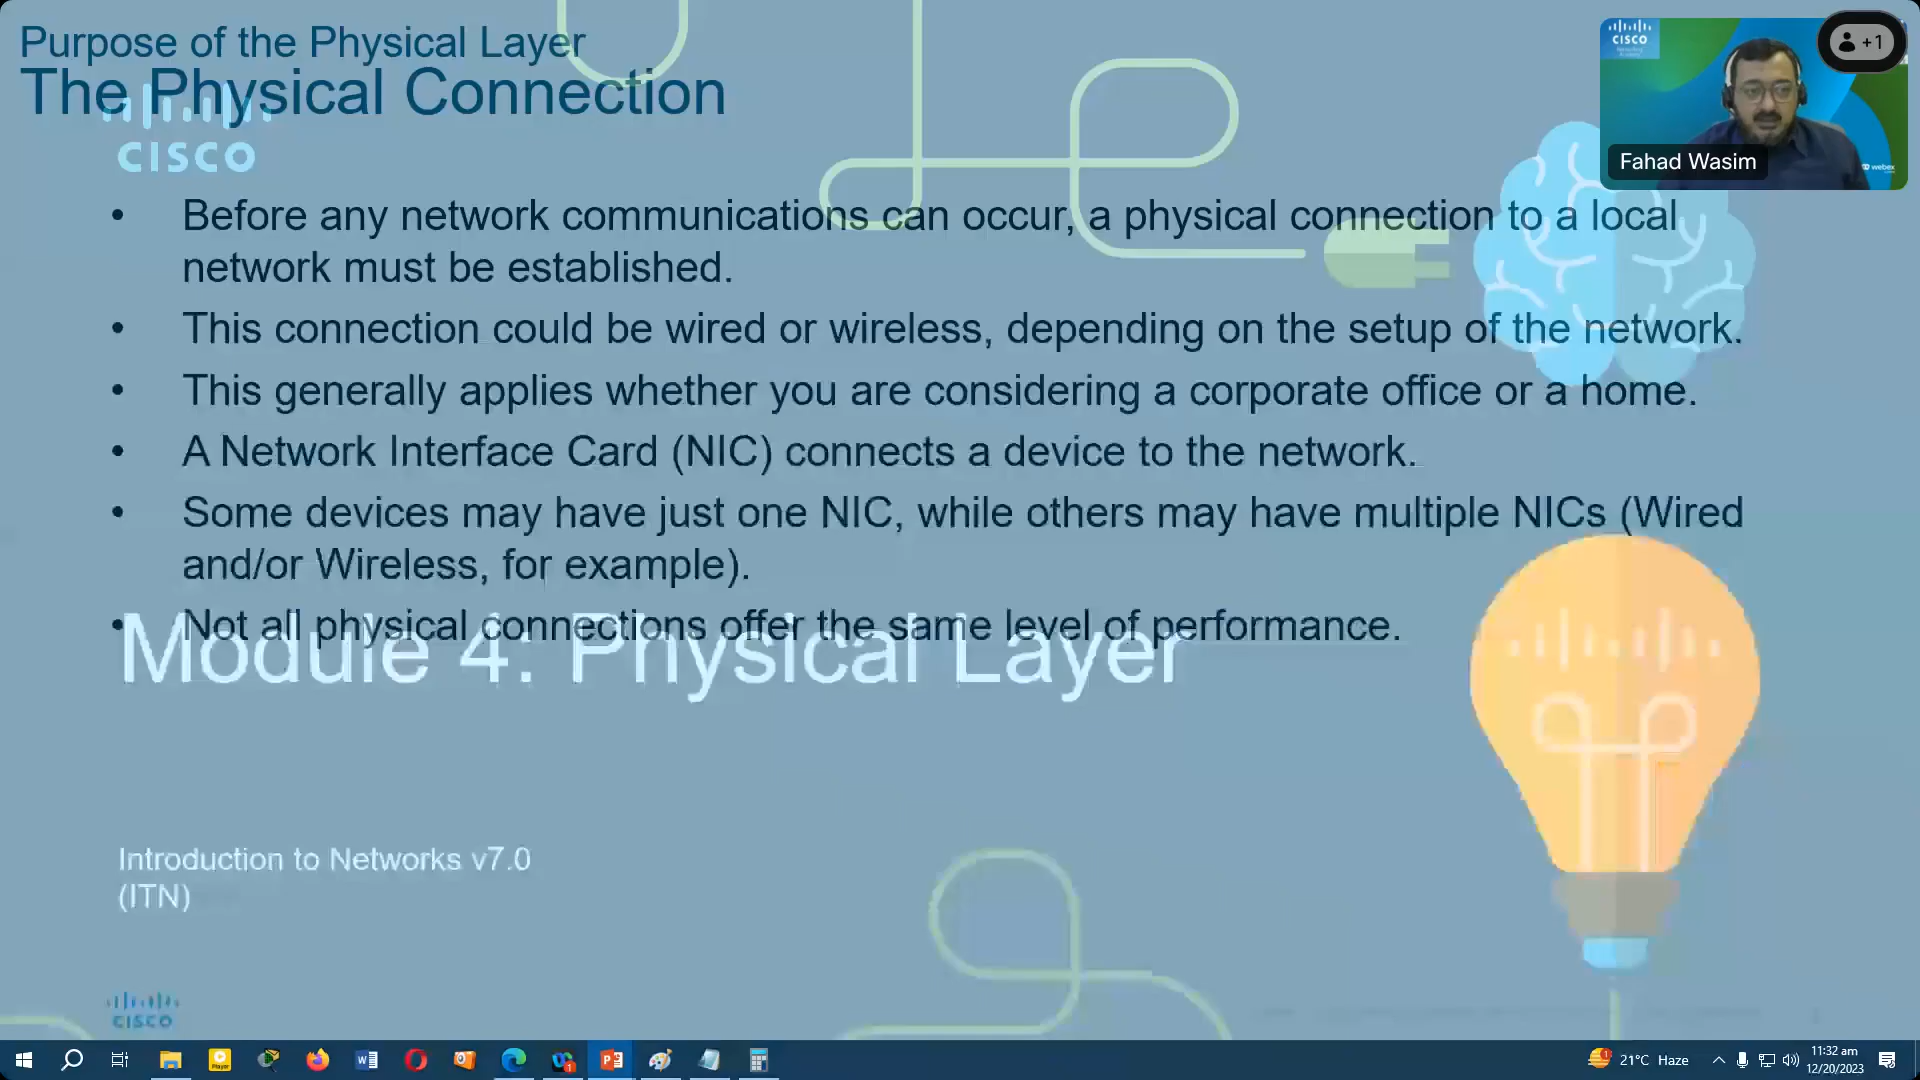 Purpose of the Physical Layer
The Physical Connection
CISCO
• Before any network communications can occur, a physical connection to a local
network must be established.
• This connection could be wired or wireless, depending on the setup of the network.
• This generally applies whether you are considering a corporate office or a home.
• A Network Interface Card (NIC) connects a device to the network.
• Some devices may have just one NIC, while others may have multiple NICs (Wired
and/or Wireless, for example).
• Not all physical connections offer the same level of performance.
Module 4: Physical Layer
Introduction to Networks v7.0
(ITN)
CISCO
CISCO
+1
Fahad Wasim
webex
Player
1
1
21°C Haze
11:32 am
12/20/2023